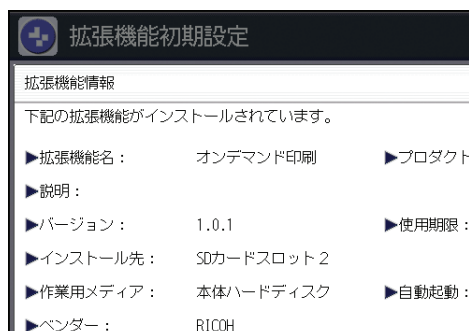 拡張機能初期設定
拡張機能情報
下記の拡張機能がインストールされています。
▶拡張機能名： オンデマンド印刷 ▶プロダクト
▶説明：
▶バージョン： 1.0.1 ▶使用期限：
▶インストール先： SDカードスロット２
▶作業用メディア： 本体ハードディスク ▶自動起動：
▶ベンダー： RICOH